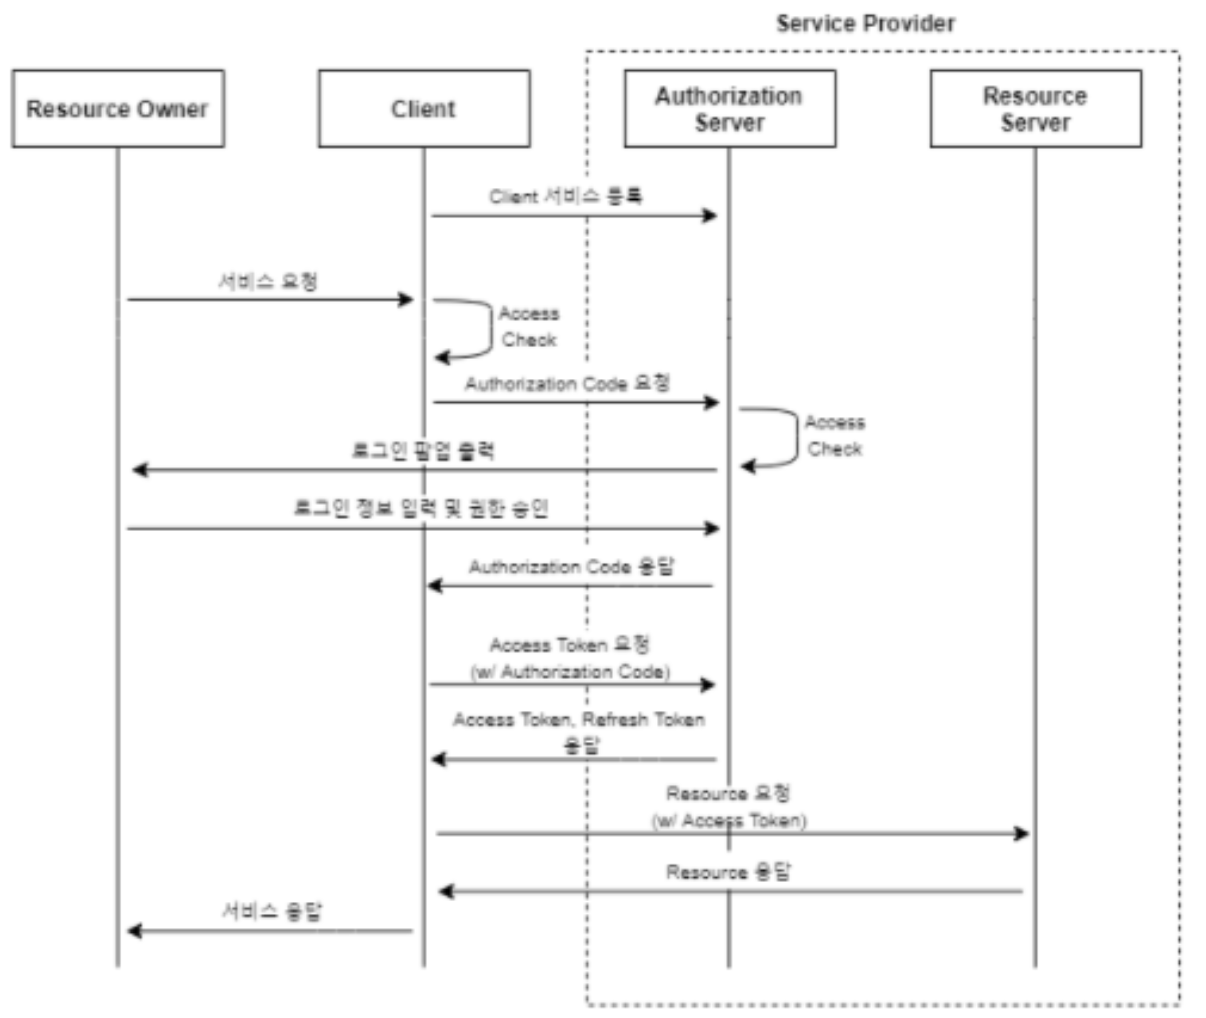 Service Provider
Resource Owner
Client
Authorization
Server
Resource
Server
Client 서비스 등록
서비스 요청
Access
Check
Authorization Code 요청
Access
Check
로그인 팝업 출력
로그인 정보 입력 및 권한 승인
Authorization Code 응답
Access Token 요청
(w/ Authorization Code)
Access Token, Refresh Token
응답
Resource 요청
(w/ Access Token)
Resource 응답
서비스 응답